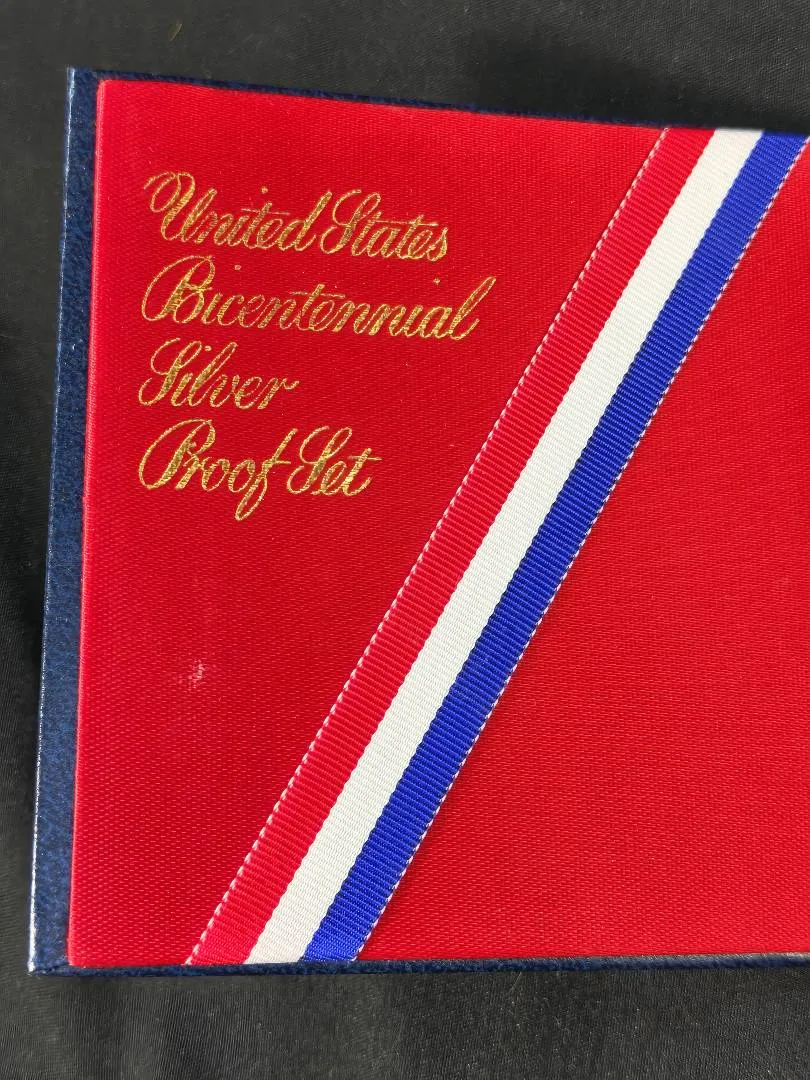 United States
Bicentennial
Silver
Proof Set